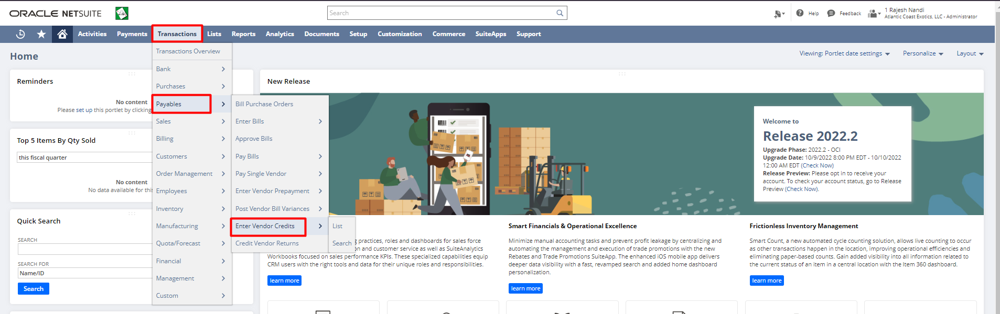 ORACLE NETSUITE
Search
Help
Feedback
1 Rajesh Nandi
Atlantic Coast Exotics, LLC - Administrator
Activities
Payments
Transactions
Lists
Reports
Analytics
Documents
Setup
Customization
Commerce
SuiteApps
Support
Home
Viewing: Portlet date settings
Personalize
Layout
Transactions Overview
Bank
Purchases
Payables
Sales
Billing
Customers
Order Management
Employees
Inventory
Manufacturing
Quota/Forecast
Financial
Management
Custom
Bill Purchase Orders
Enter Bills
Approve Bills
Pay Bills
Pay Single Vendor
Enter Vendor Prepayment
Post Vendor Bill Variances
Enter Vendor Credits
Credit Vendor Returns
List
Search
Reminders
No content
Please set up this portlet by clicking
Top 5 Items By Qty Sold
this fiscal quarter
No content
No data available for this
Quick Search
SEARCH
SEARCH FOR
Name/ID
Search
New Release
Welcome to
Release 2022.2
Upgrade Phase: 2022.2 - OCI
Upgrade Date: 10/9/2022 8:00 PM EDT - 10/10/2022
12:00 AM EDT (Check Now)
Release Preview: Please opt in to receive your
account. To check your account status, go to Release
Preview (Check Now).
practices, roles and dashboards for sales force
and customer service as well as SuiteAnalytics
Workbooks focused on sales performance KPIs. These specialized capabilities equip
CRM users with the right tools and data for their unique roles and responsibilities.
learn more
Smart Financials & Operational Excellence
Minimize manual accounting tasks and prevent profit leakage by centralizing and
automating the management and execution of trade promotions with the new
Rebates and Trade Promotions SuiteApp. The enhanced iOS mobile app delivers
deeper data visibility with a fast, revamped search and added home dashboard
personalization.
learn more
Frictionless Inventory Management
Smart Count, a new automated cycle counting solution, allows live counting to occur
as other transactions happen in the location, improving operational efficiencies and
eliminating paper-based counts. Gain added visibility into all information related to
the current status of an item in a central location with the Item 360 dashboard.
learn more